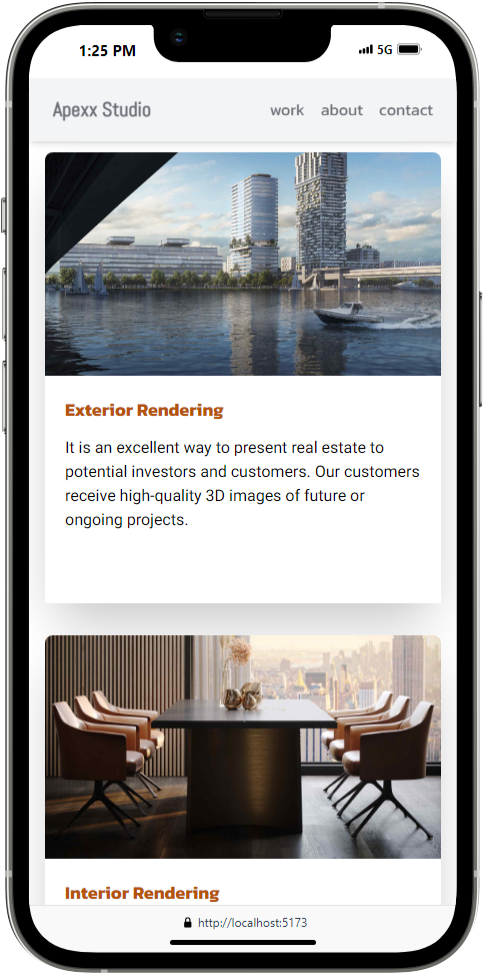 1:25 PM
5G
Apexx Studio
work about contact
Exterior Rendering
It is an excellent way to present real estate to
potential investors and customers. Our customers
receive high-quality 3D images of future or
ongoing projects.
Interior Rendering
http://localhost:5173